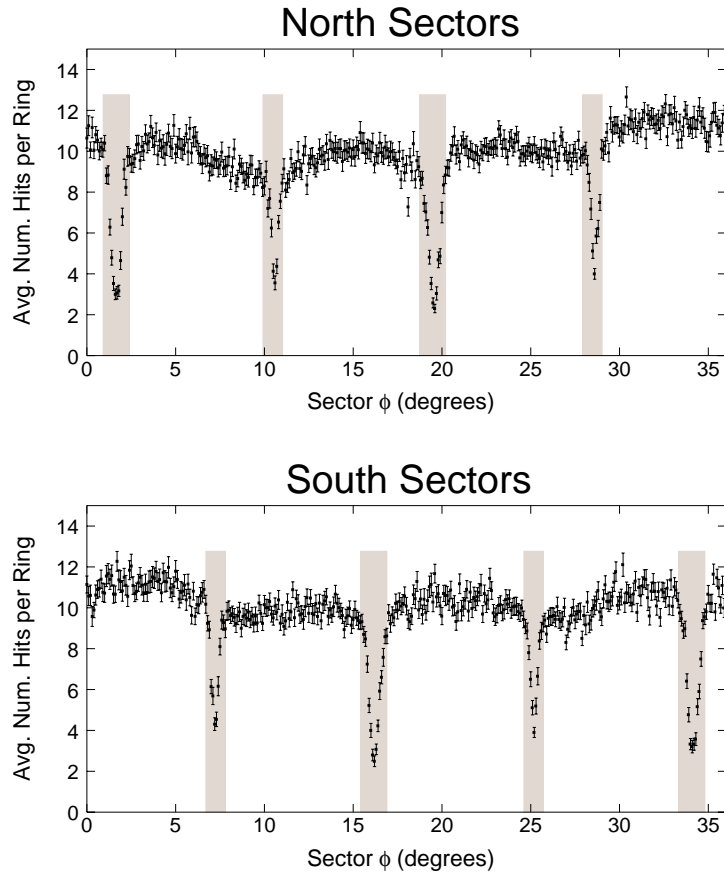 North Sectors
Avg. Num. Hits per Ring
14
12
10
8
6
4
2
0
0 5 10 15 20 25 30 35
Sector ϕ (degrees)
South Sectors
Avg. Num. Hits per Ring
14
12
10
8
6
4
2
0
0 5 10 15 20 25 30 35
Sector ϕ (degrees)